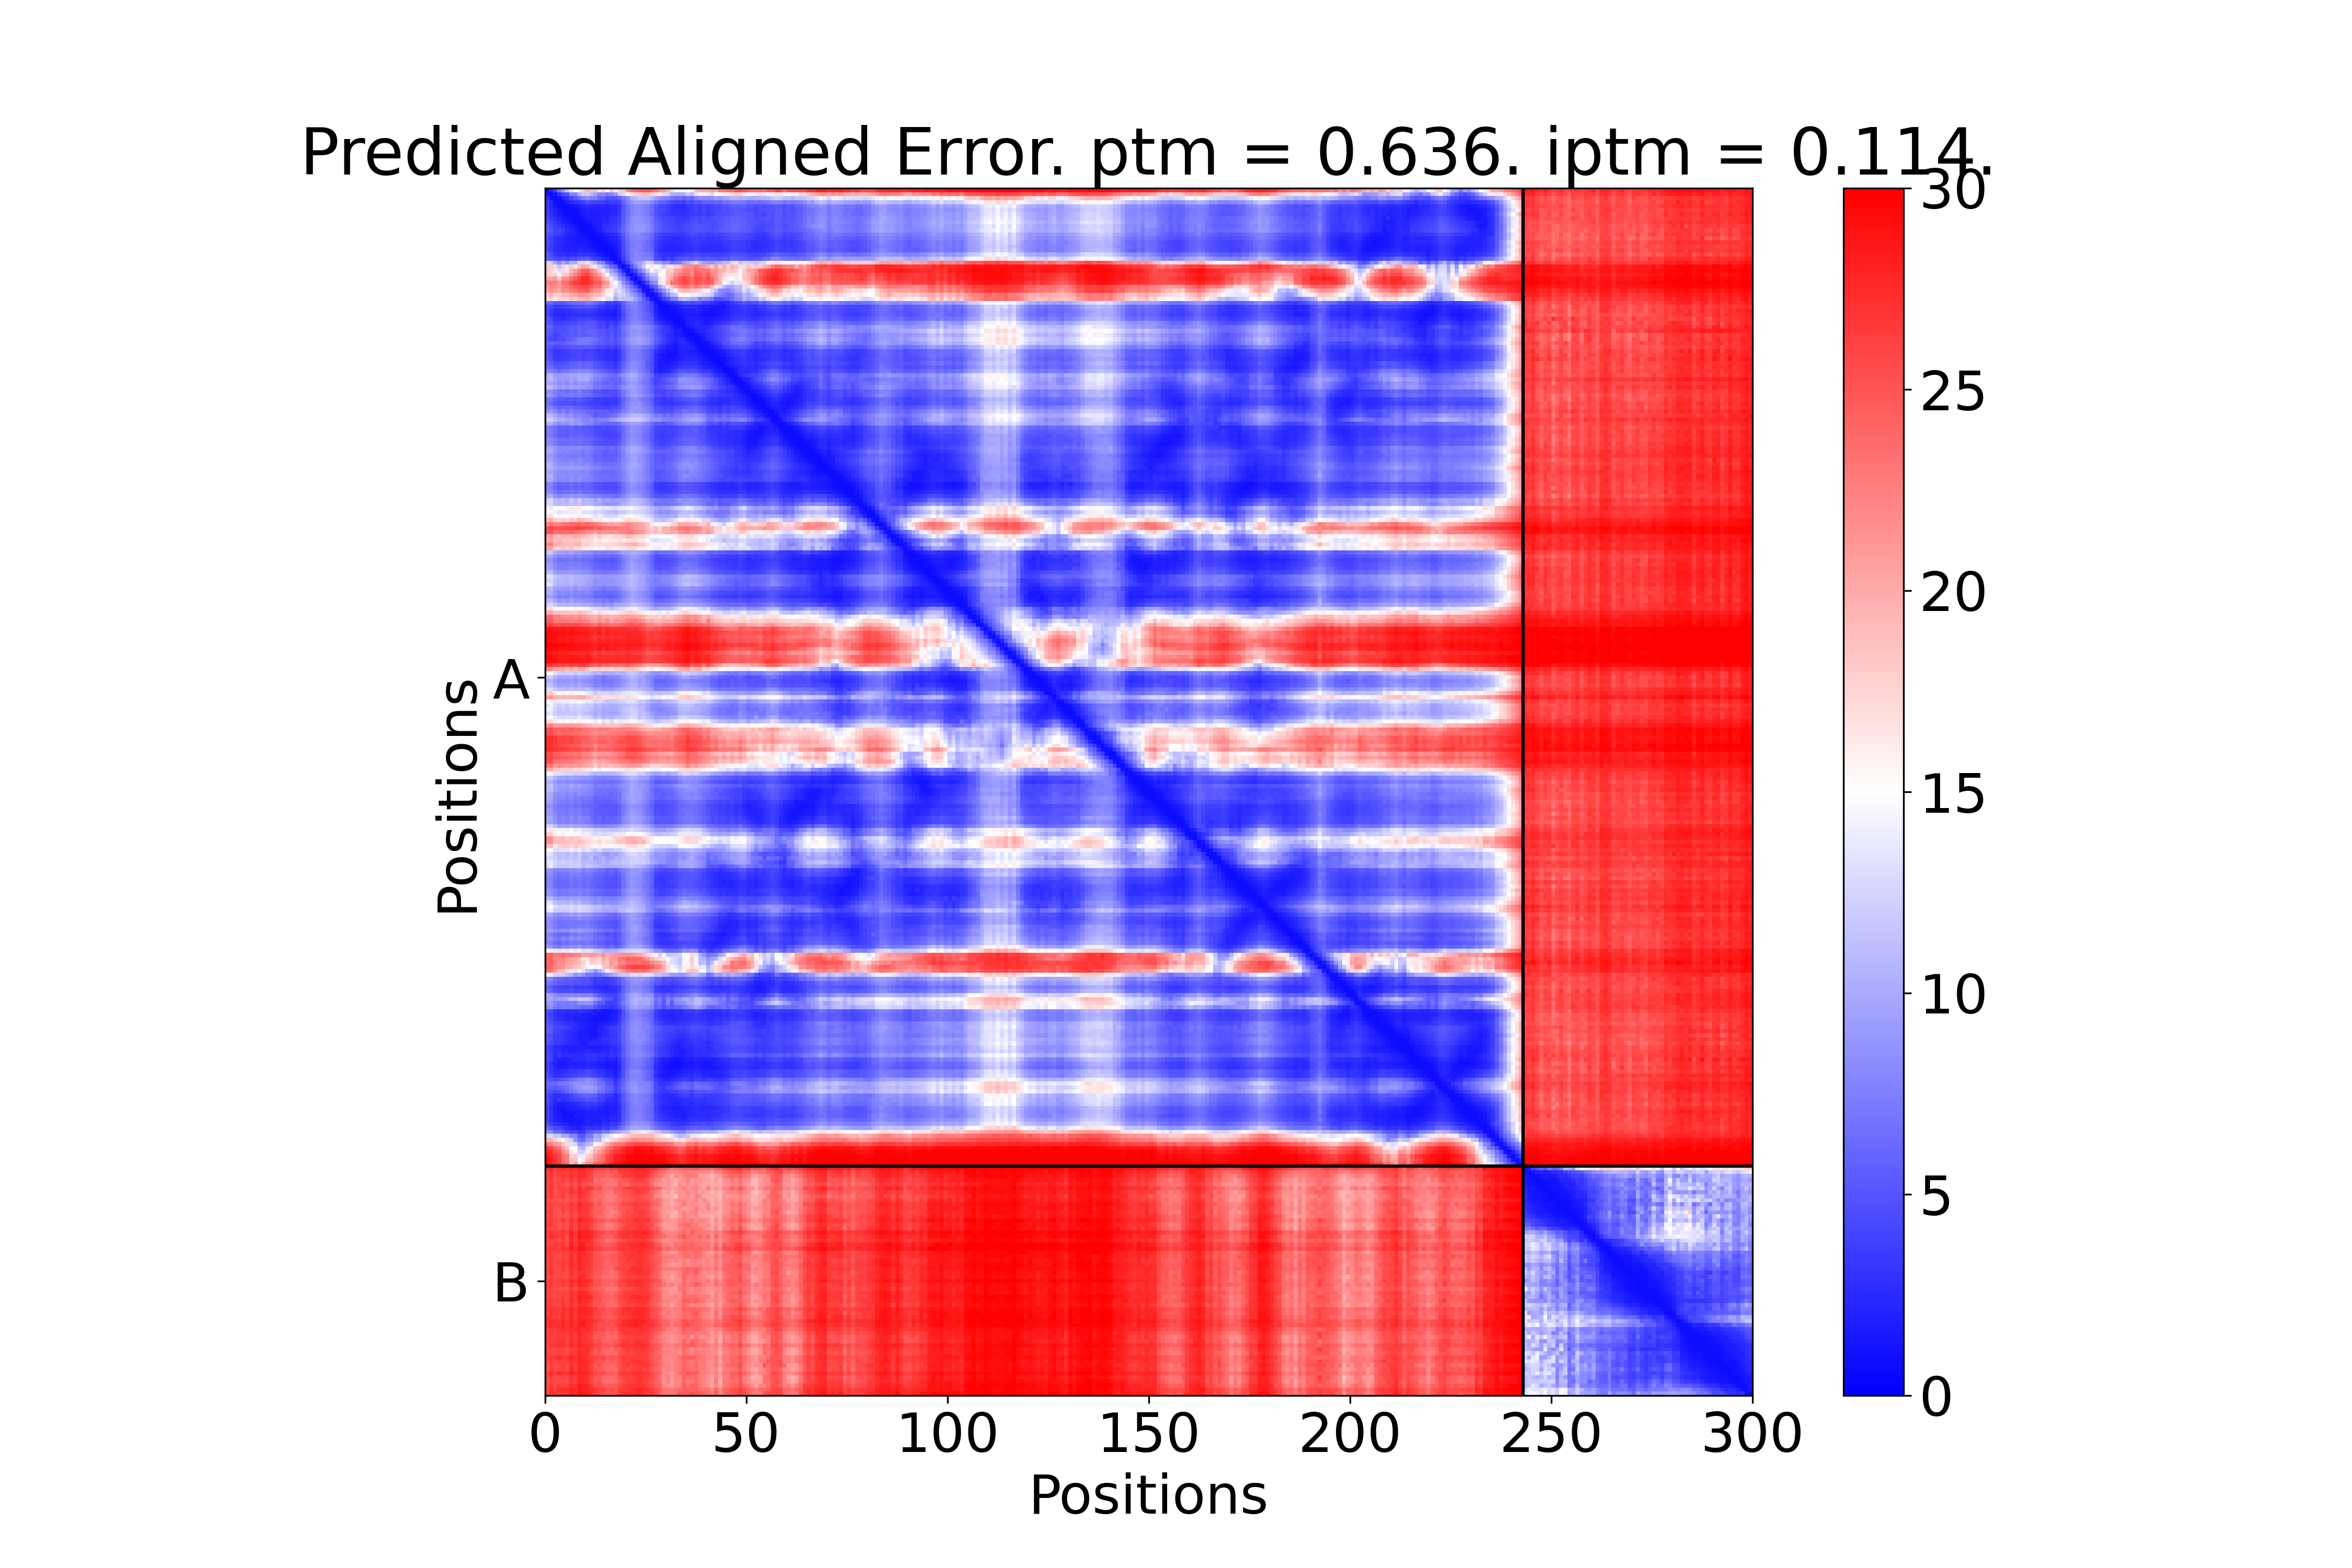 Predicted Aligned Error. ptm = 0.636. iptm = 0.114.
30
25
20
15
10
5
0
A
B
Positions
0 50 100 150 200 250 300
Positions